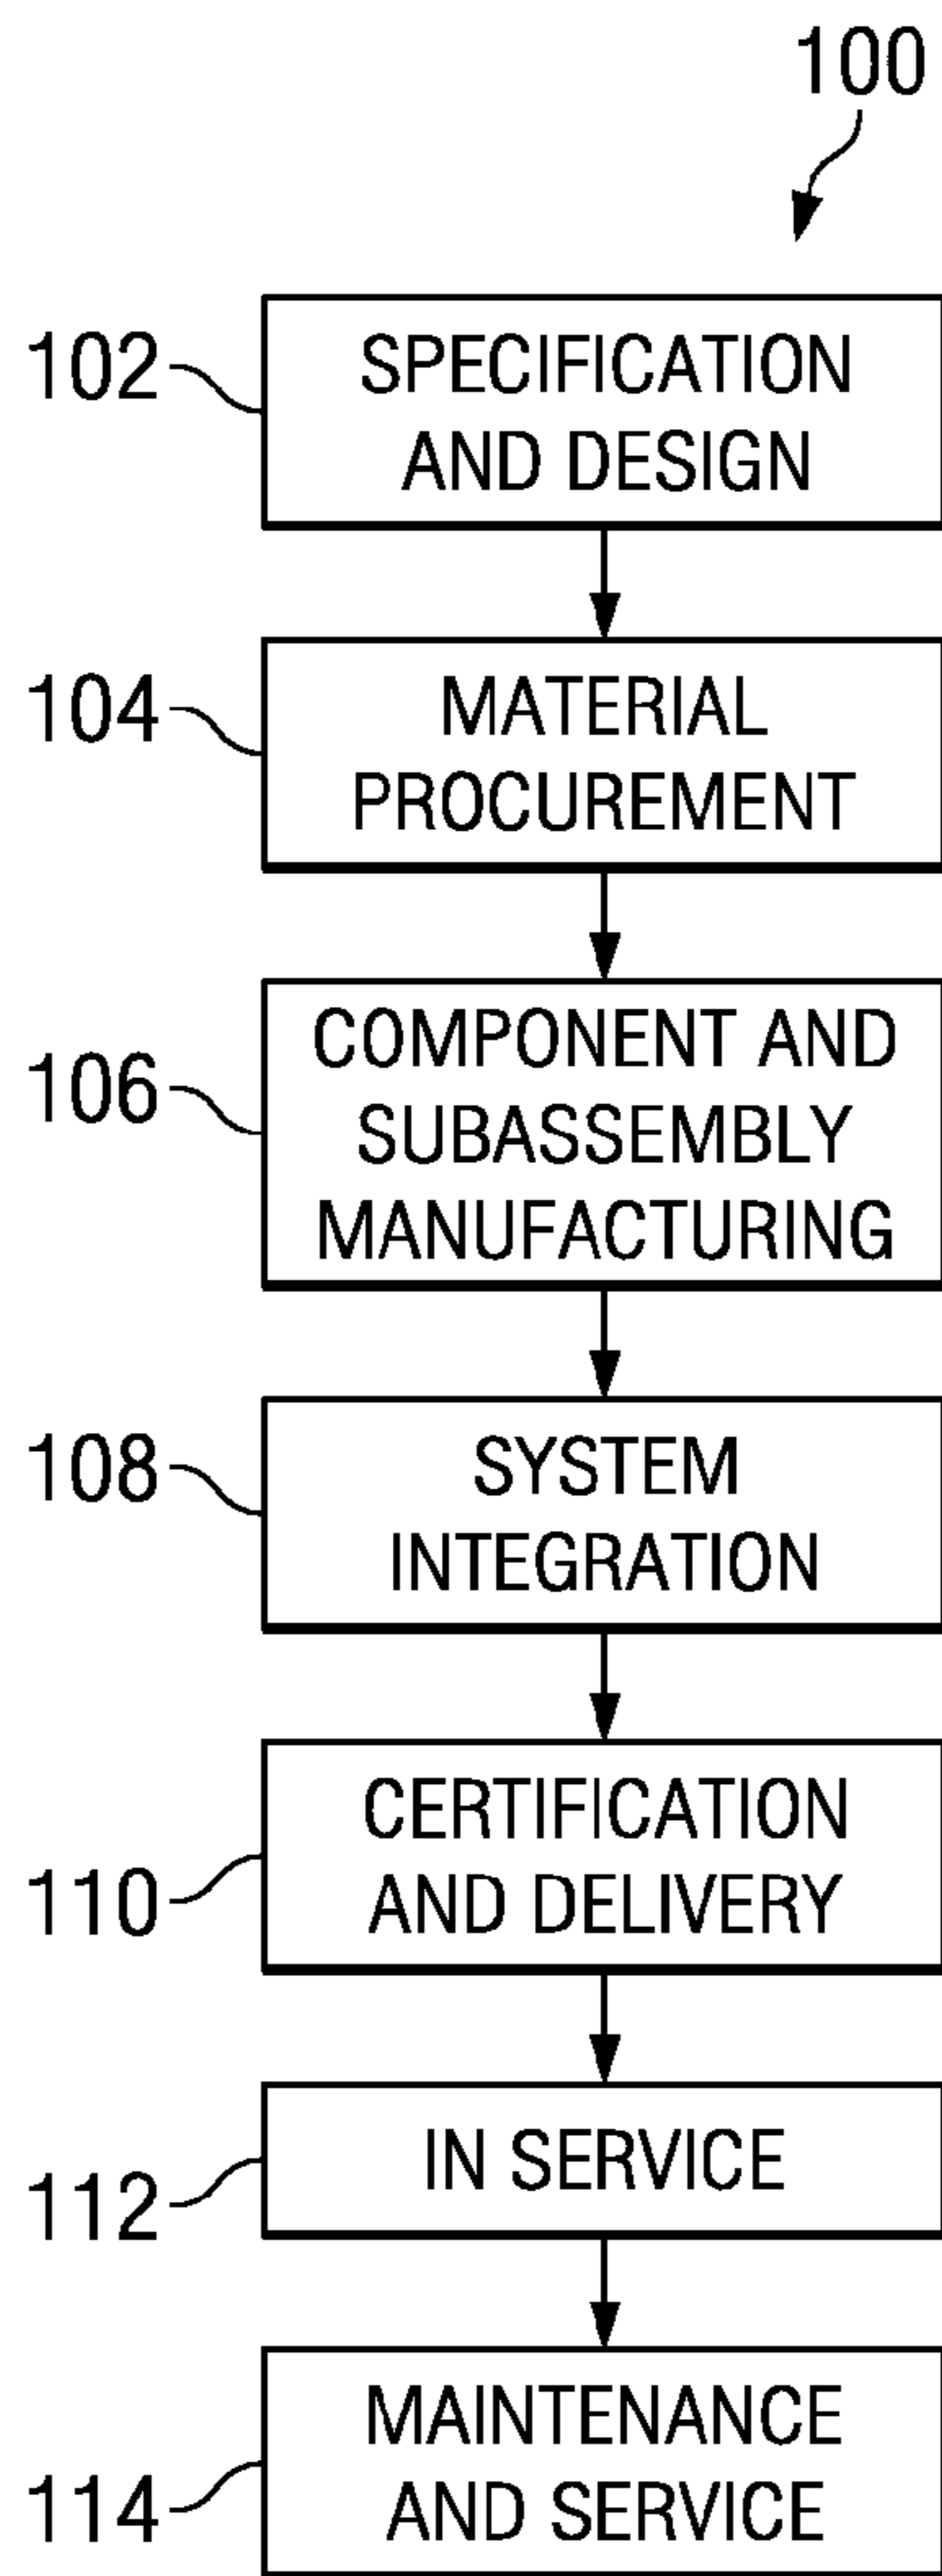 100
102
SPECIFICATION
AND DESIGN
104
MATERIAL
PROCUREMENT
106
COMPONENT AND
SUBASSEMBLY
MANUFACTURING
108
SYSTEM
INTEGRATION
110
CERTIFICATION
AND DELIVERY
112
IN SERVICE
114
MAINTENANCE
AND SERVICE